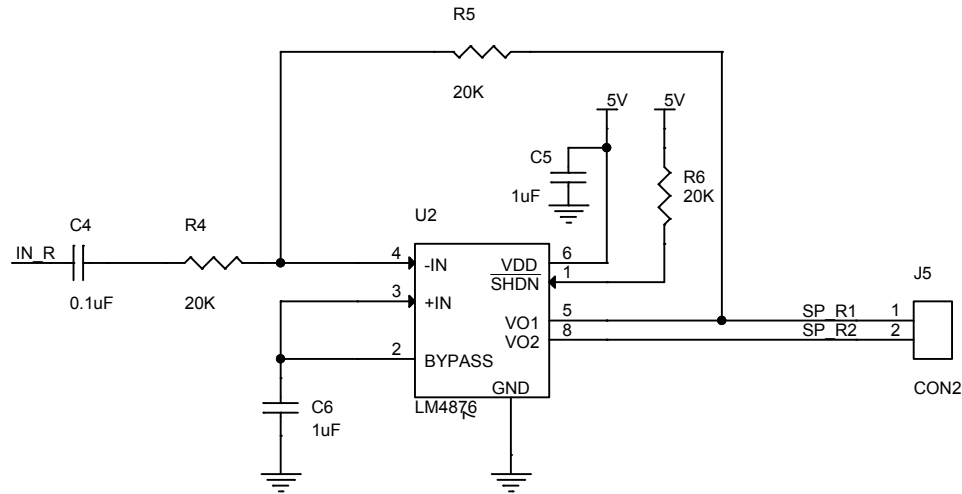 R5
20K
5V
5V
C5
1uF
R6
20K
U2
C4
R4
IN_R
0.1uF
20K
4
-IN
3
+IN
2
BYPASS
VDD
6
SHDN
1
VO1
5
VO2
8
GND
7
LM4876
C6
1uF
SP_R1
1
SP_R2
2
J5
CON2